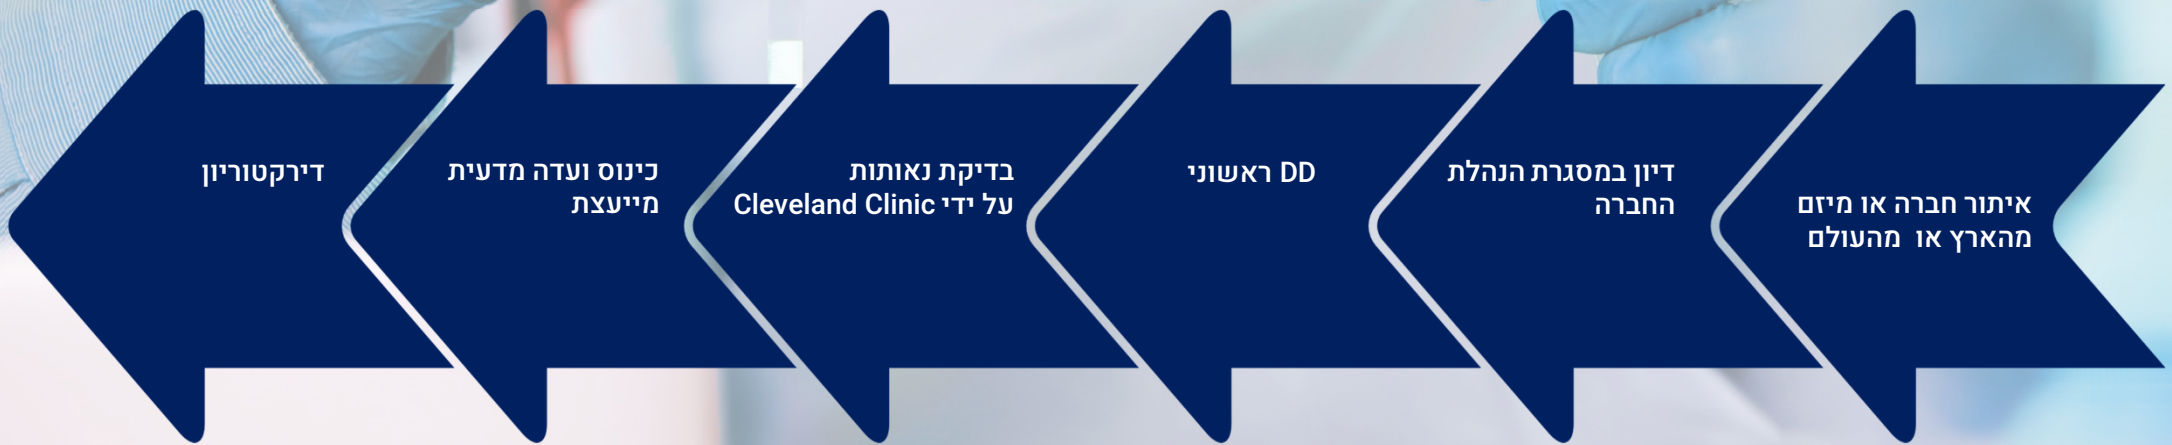 איתור חברה או מיזם
מהארץ או מהעולם
דיון במסגרת הנהלת
החברה
DD ראשוני
בדיקת נאותות
על ידי Cleveland Clinic
כינוס ועדה מדעית
מייעצת
דירקטוריון